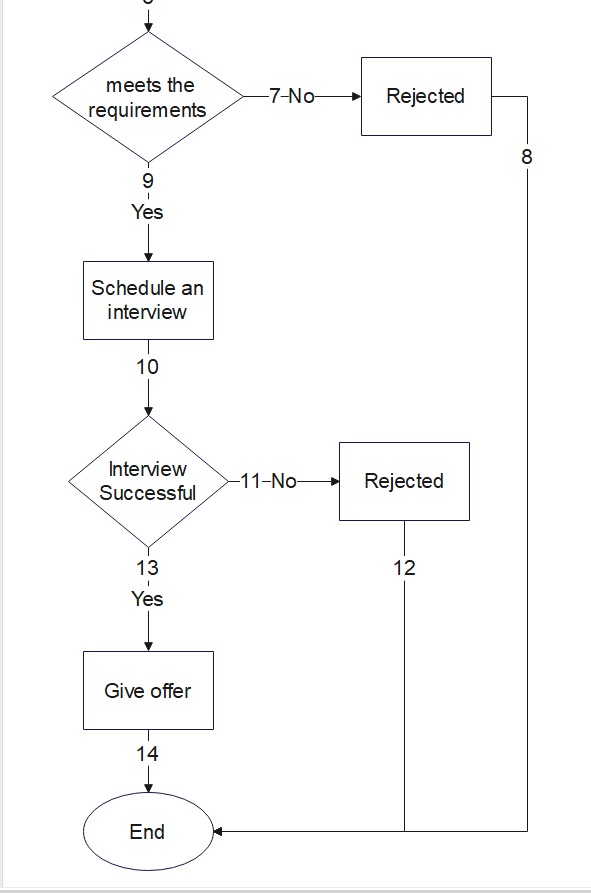 meets the
requirements
7-No
Rejected
8
9
Yes
Schedule an
interview
10
Interview
Successful
11-No
Rejected
13
12
Yes
Give offer
14
End